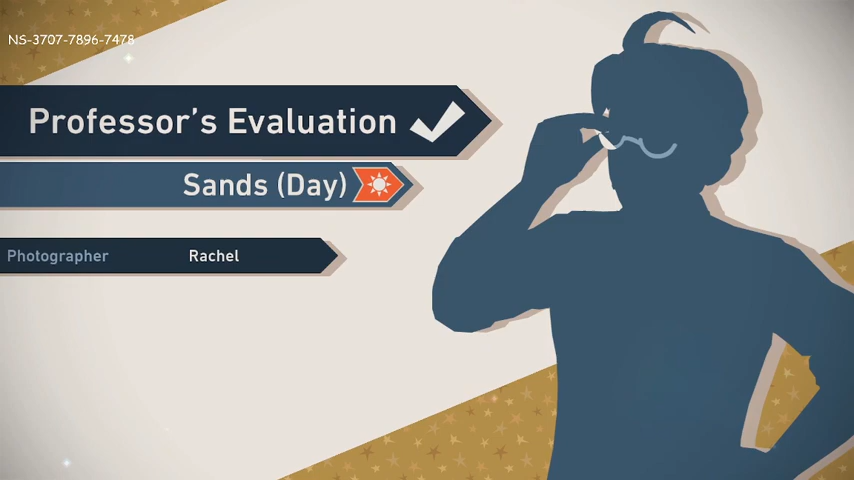 NS-3707-7896-7478
Professor's Evaluation
Sands (Day)
Photographer Rachel